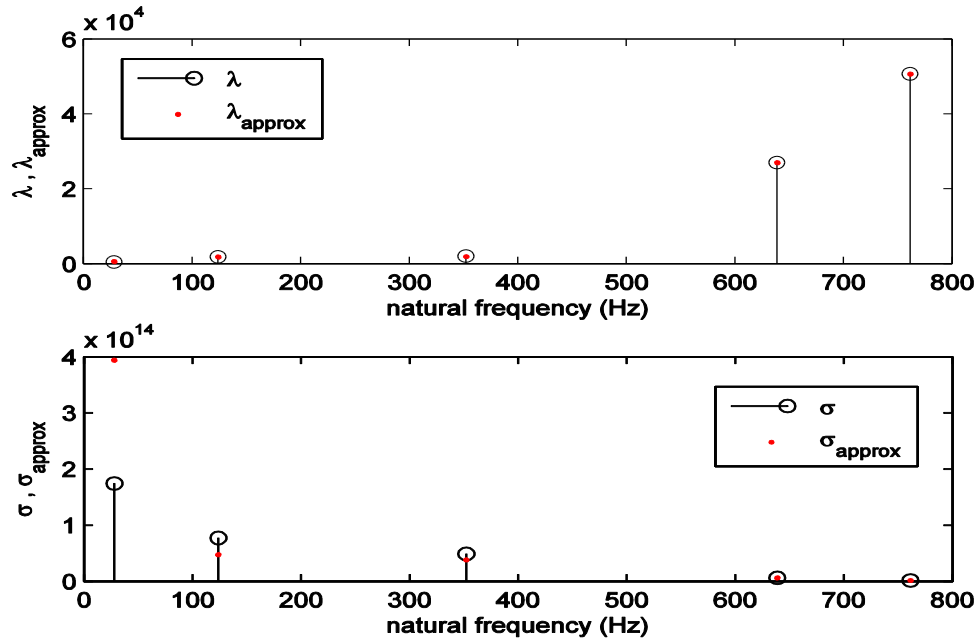 x 10^4
6
4
2
0
λ , λ_approx
λ
λ_approx
0 100 200 300 400 500 600 700 800
natural frequency (Hz)
x 10^14
4
3
2
1
0
σ , σ_approx
σ
σ_approx
0 100 200 300 400 500 600 700 800
natural frequency (Hz)